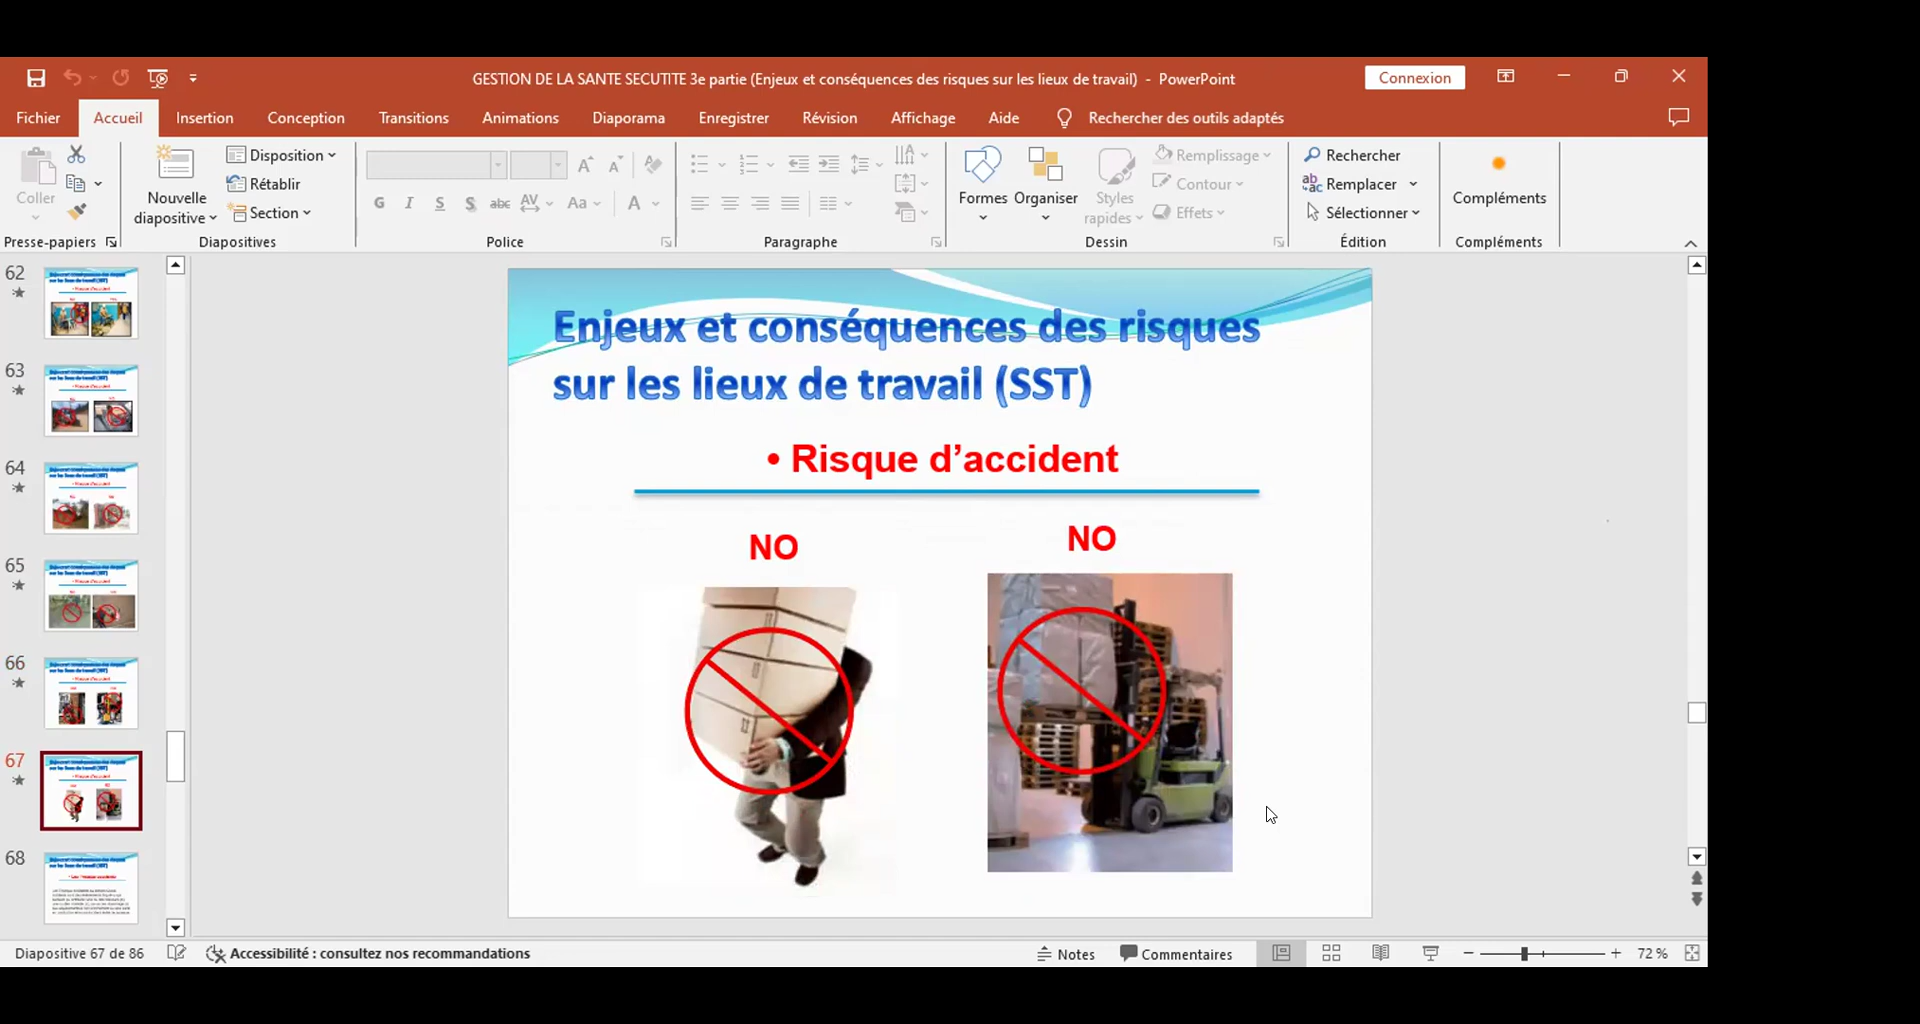 GESTION DE LA SANTE SECUTITE 3e partie (Enjeux et conséquences des risques sur les lieux de travail) - PowerPoint
Connexion
Fichier Accueil Insertion Conception Transitions Animations Diaporama Enregistrer Révision Affichage Aide Rechercher des outils adaptés
Coller
Presse-papiers
Nouvelle
diapositive
Disposition
Rétablir
Section
Diapositives
G I S S abc AV Aa A
Police
Paragraphe
Formes
Organiser
Styles
rapides
Remplissage
Contour
Effets
Dessin
Rechercher
Remplacer
Sélectionner
Édition
Compléments
Compléments
62
63
64
65
66
67
68
Enjeux et conséquences des risques
sur les lieux de travail (SST)
• Risque d’accident
NO
NO
Diapositive 67 de 86
Accessibilité : consultez nos recommandations
Notes
Commentaires
72 %